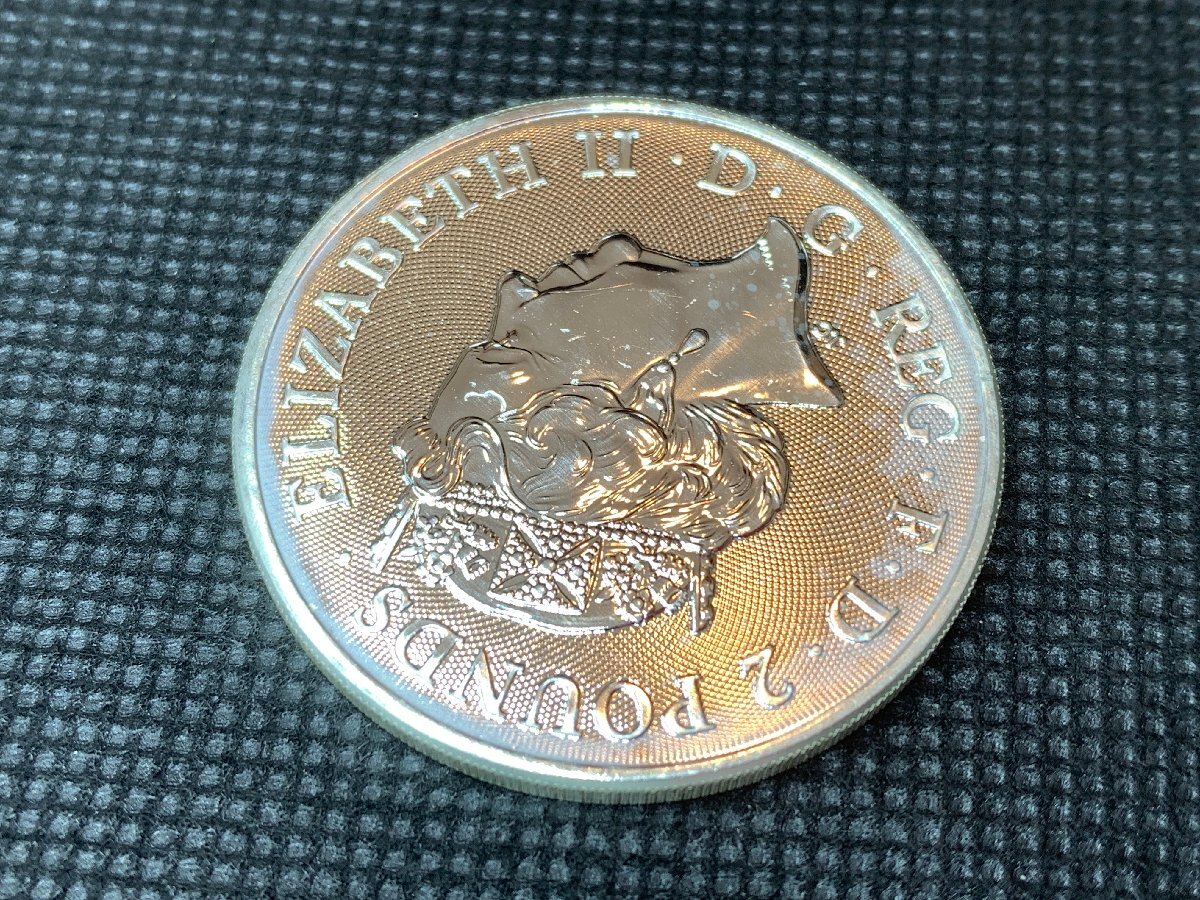 ELIZABETH II · D · G · REG · F · D · 2 POUNDS ·